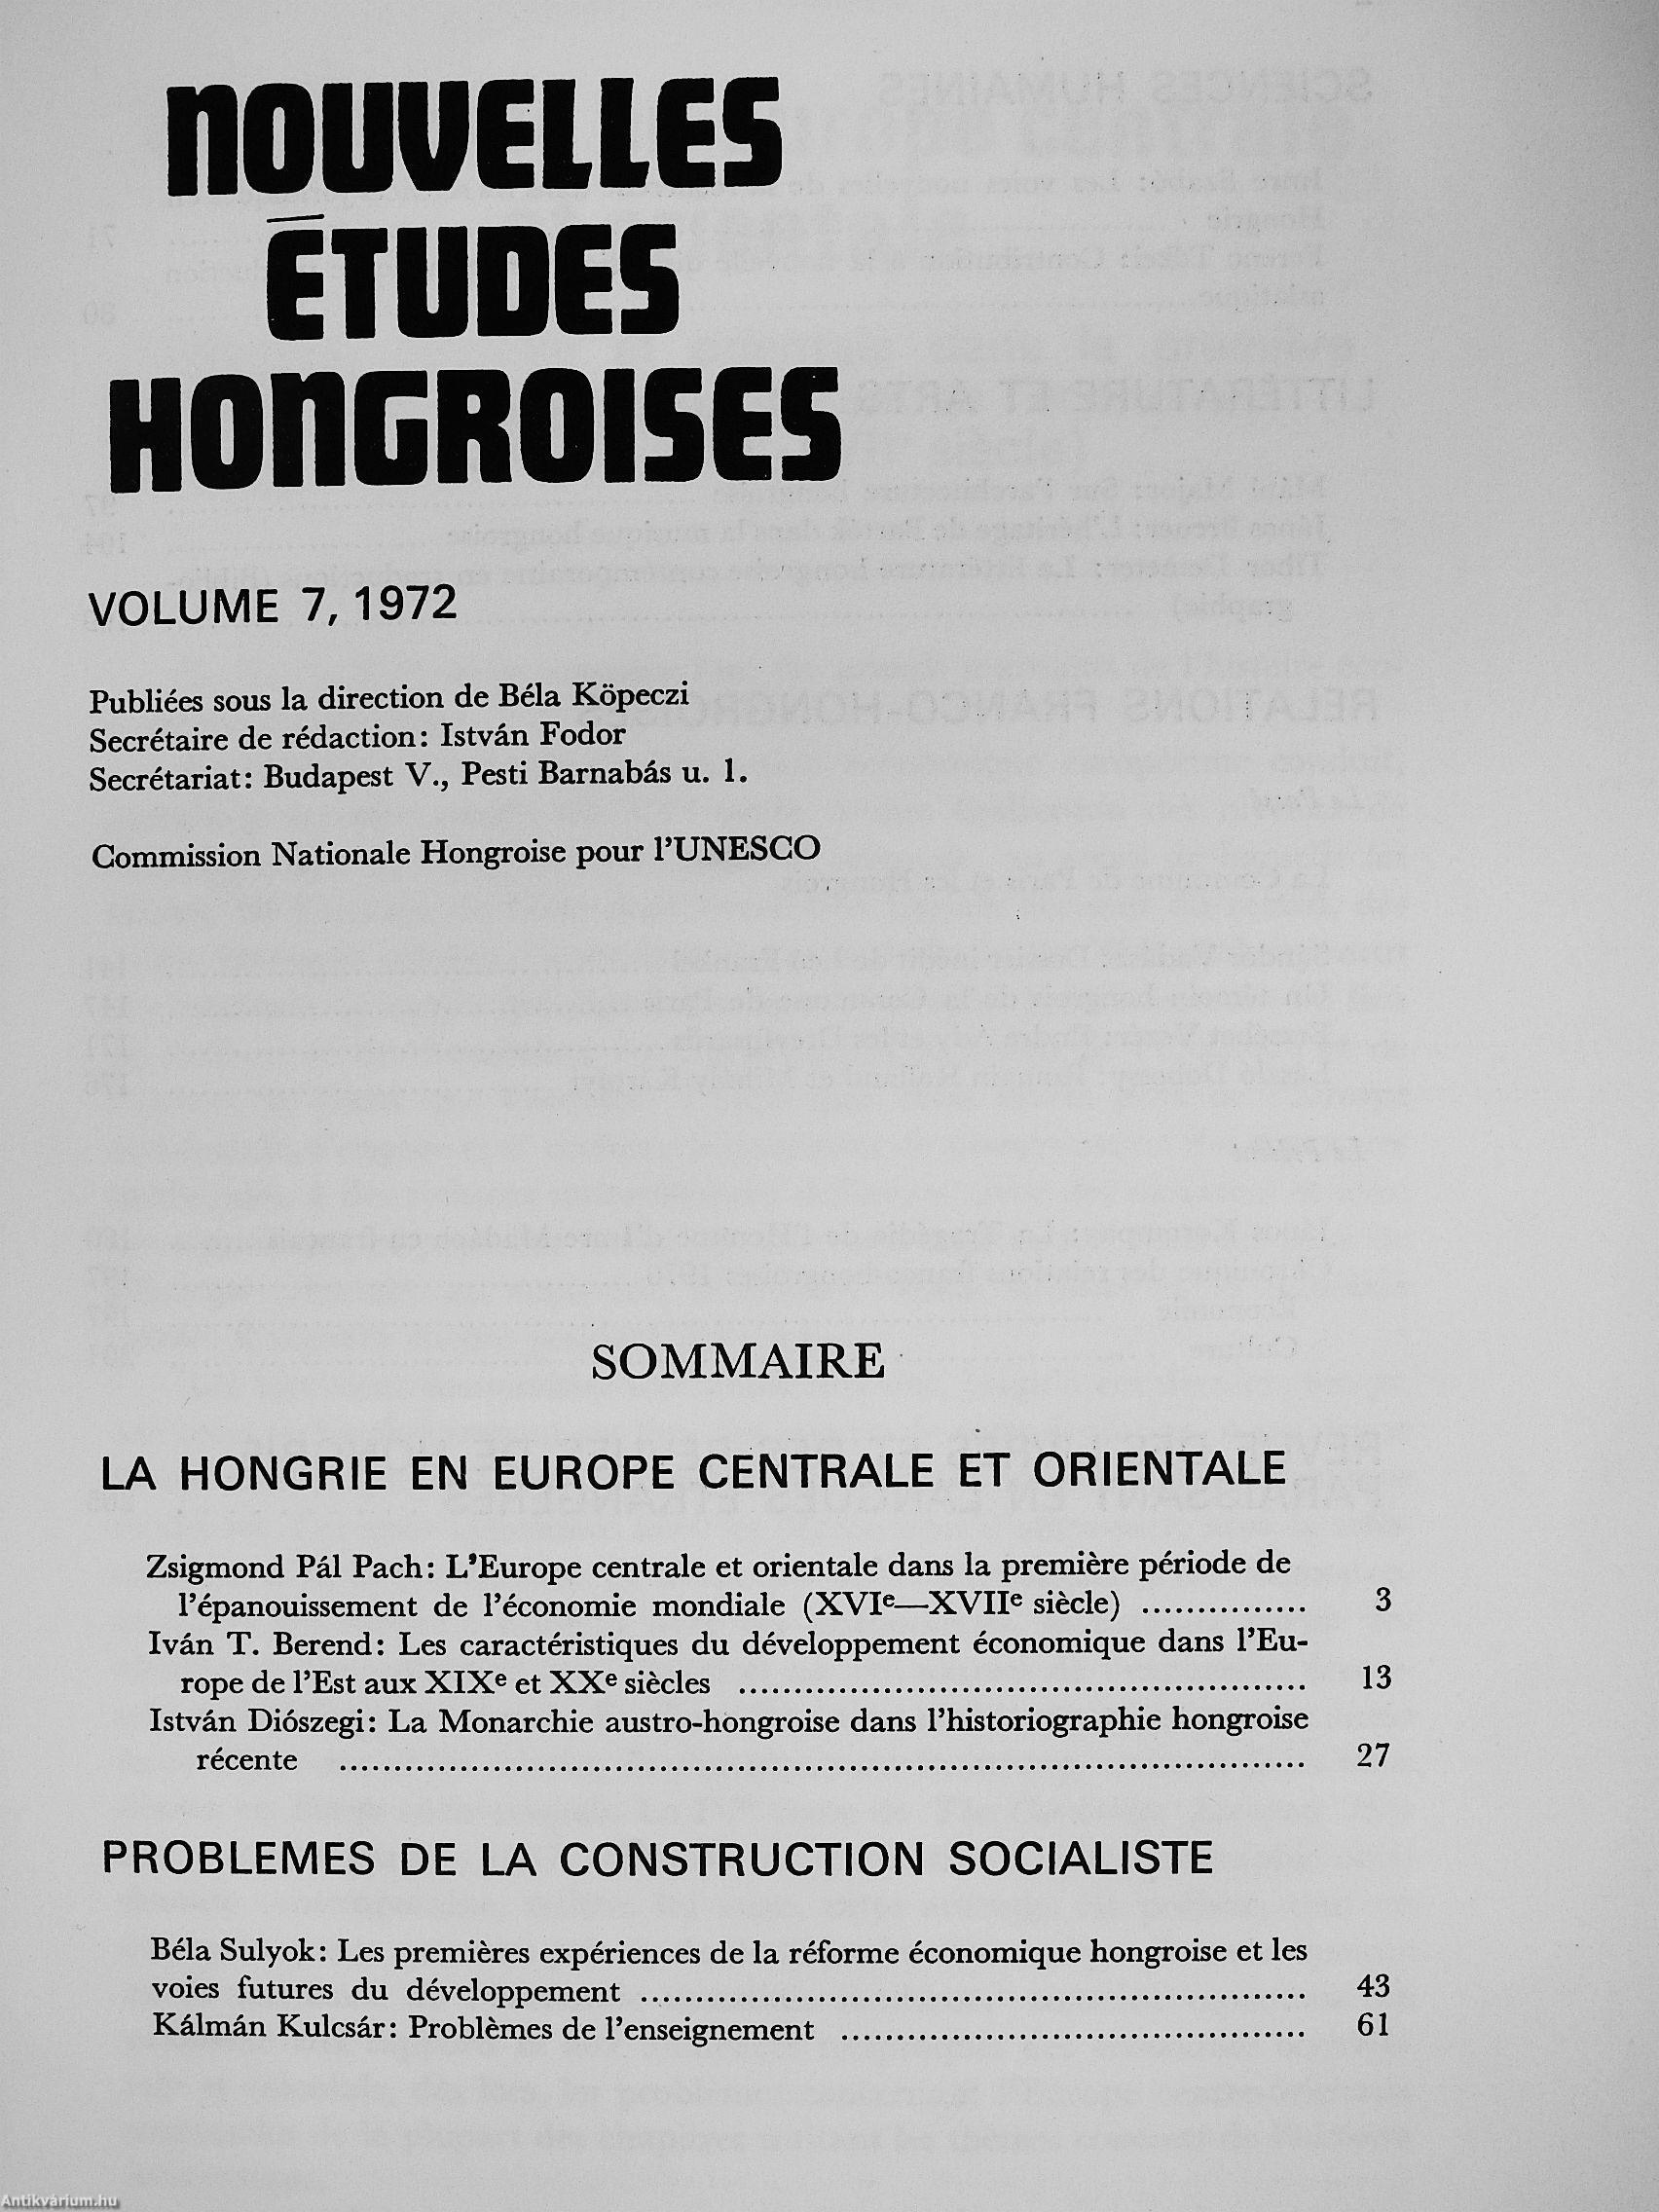 NOUVELLES
ÉTUDES
HONGROISES
VOLUME 7, 1972
Publiées sous la direction de Béla Köpeczi
Secrétaire de rédaction: István Fodor
Secrétariat: Budapest V., Pesti Barnabás u. 1.
Commission Nationale Hongroise pour l'UNESCO
SOMMAIRE
LA HONGRIE EN EUROPE CENTRALE ET ORIENTALE
Zsigmond Pál Pach: L'Europe centrale et orientale dans la première période de
l'épanouissement de l'économie mondiale (XVIe—XVIIe siècle) ............... 3
Iván T. Berend: Les caractéristiques du développement économique dans l'Eu-
rope de l'Est aux XIXe et XXe siècles .................................................... 13
István Diószegi: La Monarchie austro-hongroise dans l'historiographie hongroise
récente ........................................................................................ 27
PROBLEMES DE LA CONSTRUCTION SOCIALISTE
Béla Sulyok: Les premières expériences de la réforme économique hongroise et les
voies futures du développement ............................................................. 43
Kálmán Kulcsár: Problèmes de l'enseignement ........................................... 61
Antikvárium.hu